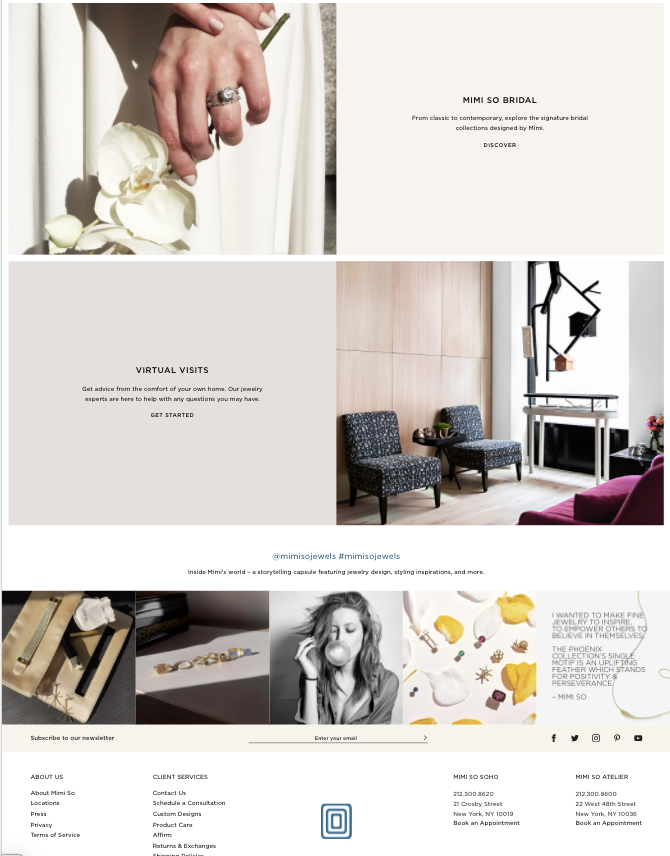 MIMI SO BRIDAL
From classic to contemporary, explore the signature bridal
collections designed by Mimi.
DISCOVER
VIRTUAL VISITS
Get advice from the comfort of your own home. Our jewelry
experts are here to help with any questions you may have.
GET STARTED
@mimisojewels #mimisojewels
Inside Mimi's world – a storytelling capsule featuring jewelry design, styling inspirations, and more.
I WANTED TO MAKE FINE
JEWELRY TO INSPIRE,
TO EMPOWER OTHERS TO
BELIEVE IN THEMSELVES.
THE PHOENIX
COLLECTION'S SINGLE
MOTIF IS AN UPLIFTING
FEATHER WHICH STANDS
FOR POSITIVITY &
PERSEVERANCE.
~ MIMI SO
Subscribe to our newsletter
Enter your email
ABOUT US
About Mimi So
Locations
Press
Privacy
Terms of Service
CLIENT SERVICES
Contact Us
Schedule a Consultation
Custom Designs
Product Care
Affirm
Returns & Exchanges
Shipping Policies
MIMI SO SOHO
212.300.8620
21 Crosby Street
New York, NY 10019
Book an Appointment
MIMI SO ATELIER
212.300.8600
22 West 48th Street
New York, NY 10036
Book an Appointment